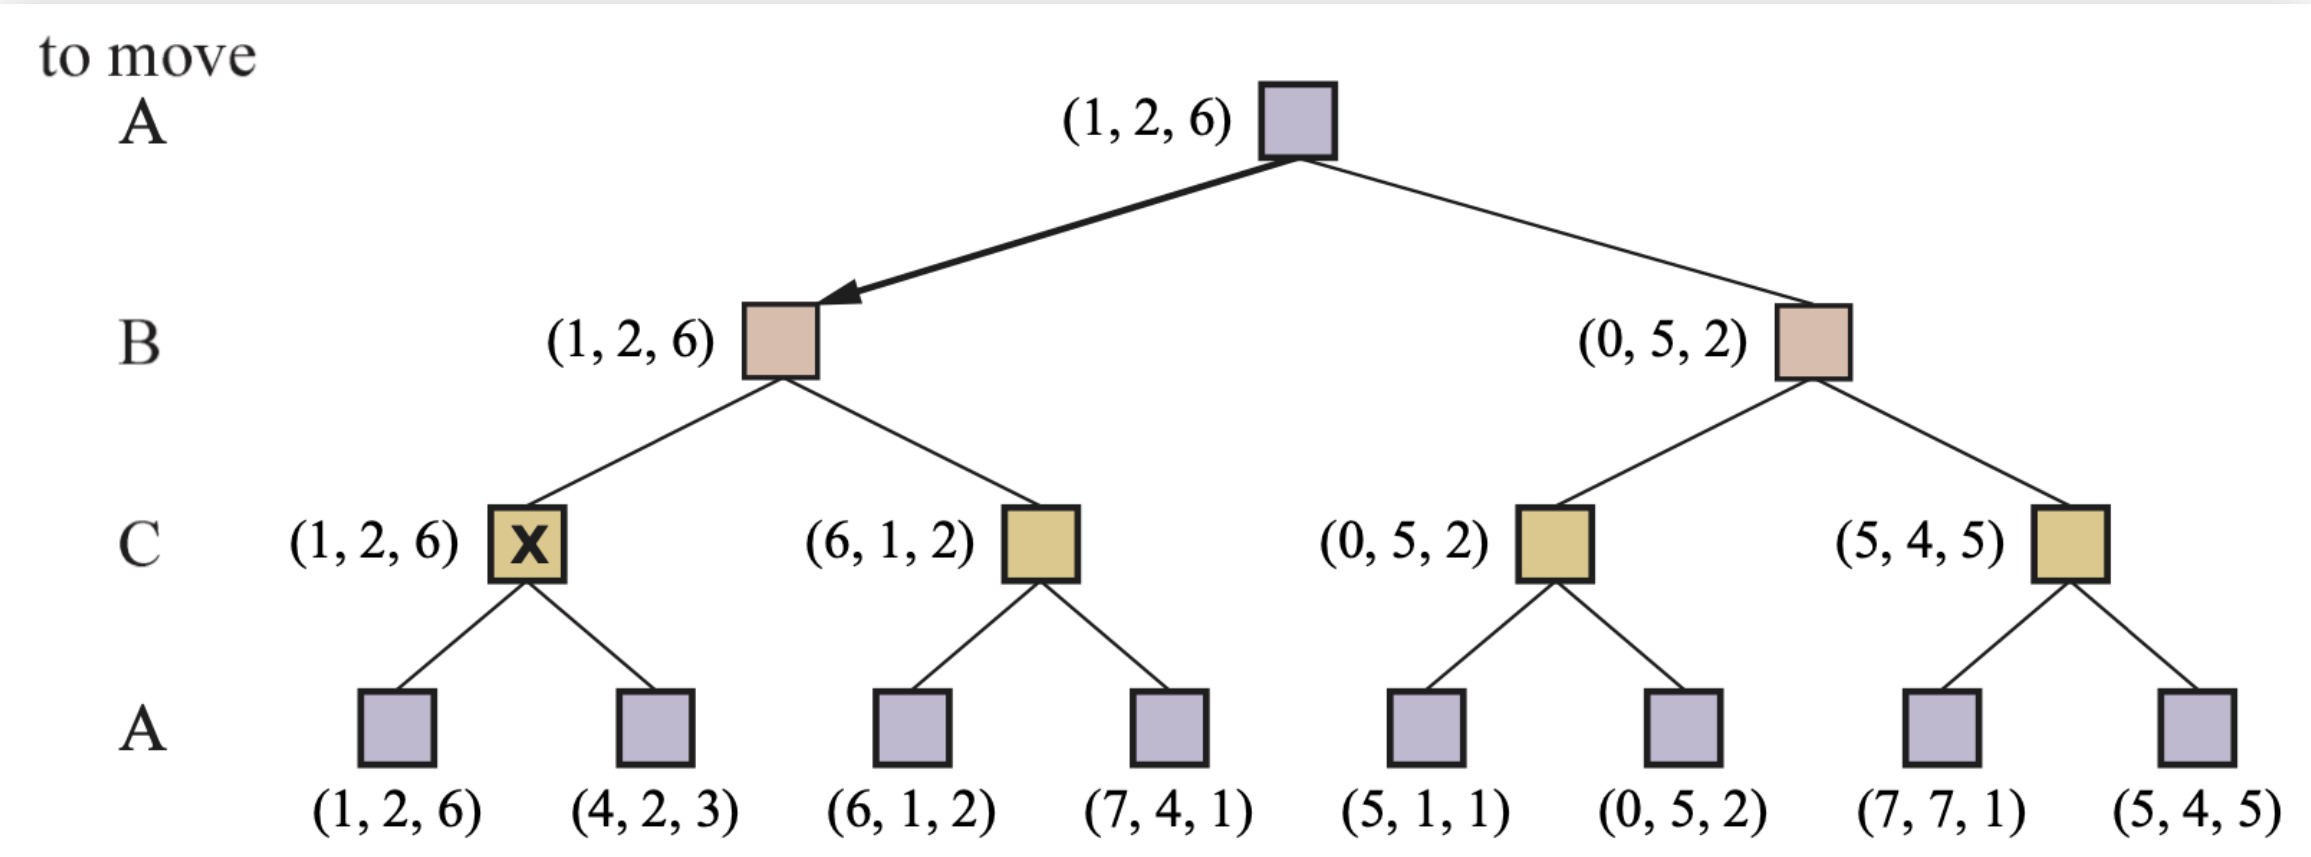 to move
A
(1, 2, 6)
B
(1, 2, 6)
(0, 5, 2)
C
(1, 2, 6)
X
(6, 1, 2)
(0, 5, 2)
(5, 4, 5)
A
(1, 2, 6)
(4, 2, 3)
(6, 1, 2)
(7, 4, 1)
(5, 1, 1)
(0, 5, 2)
(7, 7, 1)
(5, 4, 5)